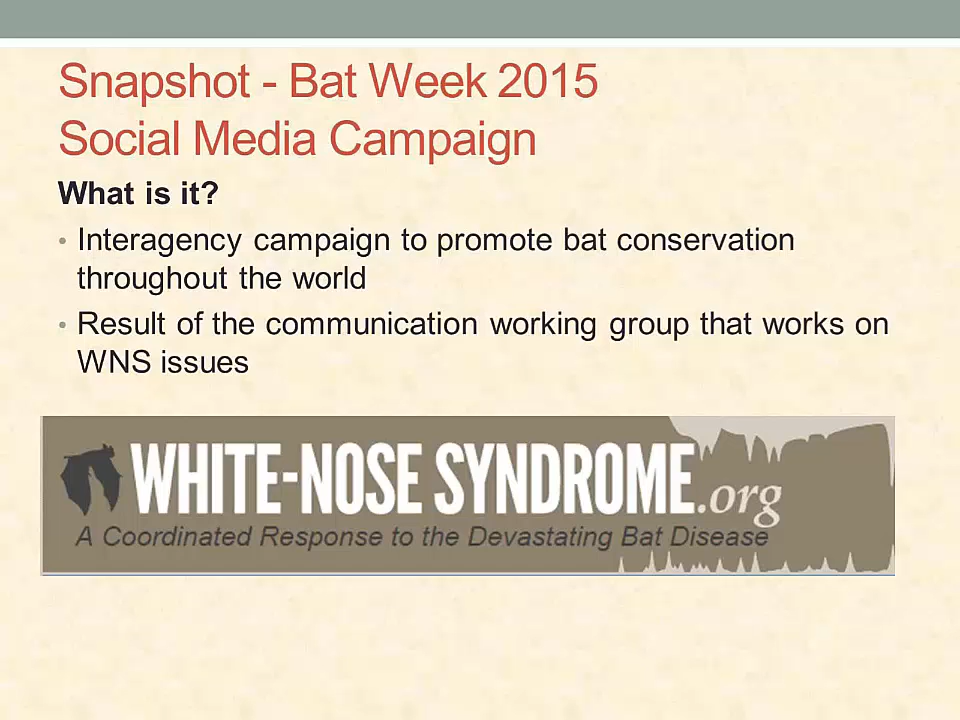 Snapshot - Bat Week 2015
Social Media Campaign
What is it?
• Interagency campaign to promote bat conservation
throughout the world
• Result of the communication working group that works on
WNS issues
WHITE-NOSE SYNDROME.org
A Coordinated Response to the Devastating Bat Disease